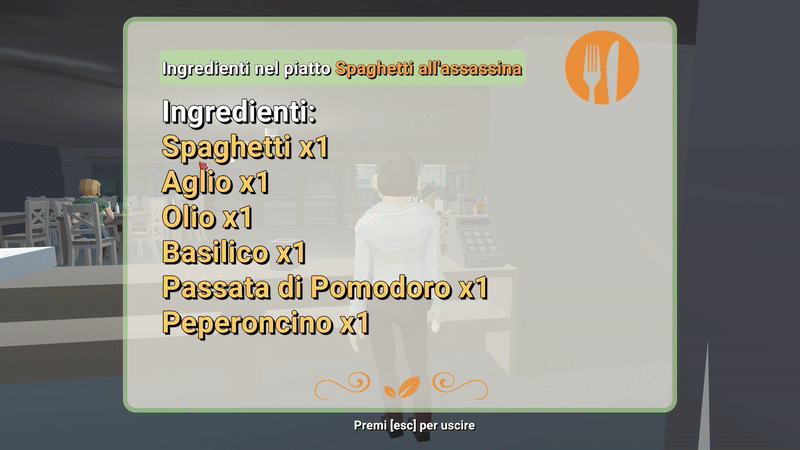 Ingredienti nel piatto Spaghetti all'assassina
Ingredienti:
Spaghetti x1
Aglio x1
Olio x1
Basilico x1
Passata di Pomodoro x1
Peperoncino x1
Premi [esc] per uscire